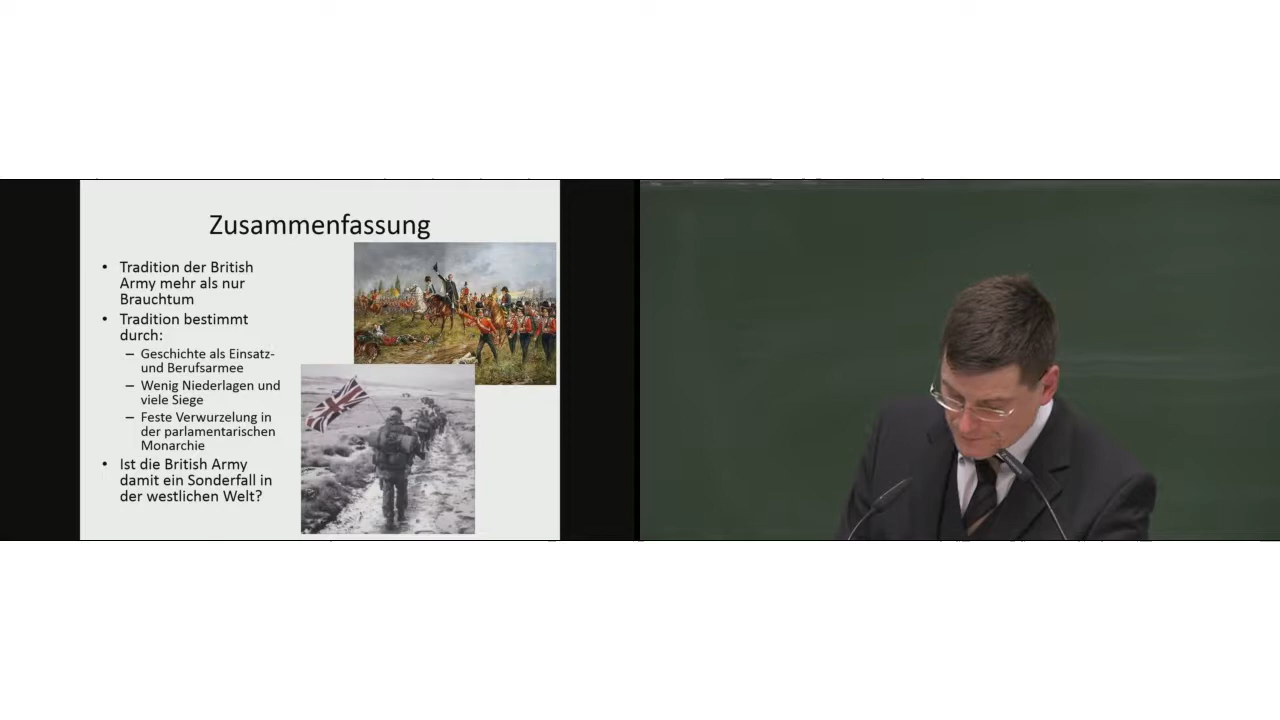 Zusammenfassung
• Tradition der British
Army mehr als nur
Brauchtum
• Tradition bestimmt
durch:
– Geschichte als Einsatz-
und Berufsarmee
– Wenig Niederlagen und
viele Siege
– Feste Verwurzelung in
der parlamentarischen
Monarchie
• Ist die British Army
damit ein Sonderfall in
der westlichen Welt?